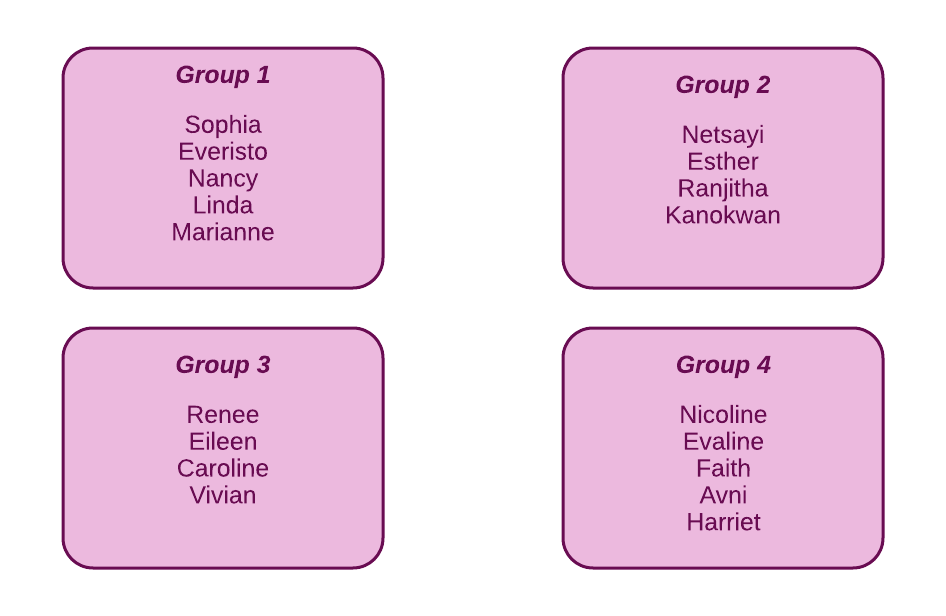 Group 1
Sophia
Everisto
Nancy
Linda
Marianne
Group 2
Netsayi
Esther
Ranjitha
Kanokwan
Group 3
Renee
Eileen
Caroline
Vivian
Group 4
Nicoline
Evaline
Faith
Avni
Harriet